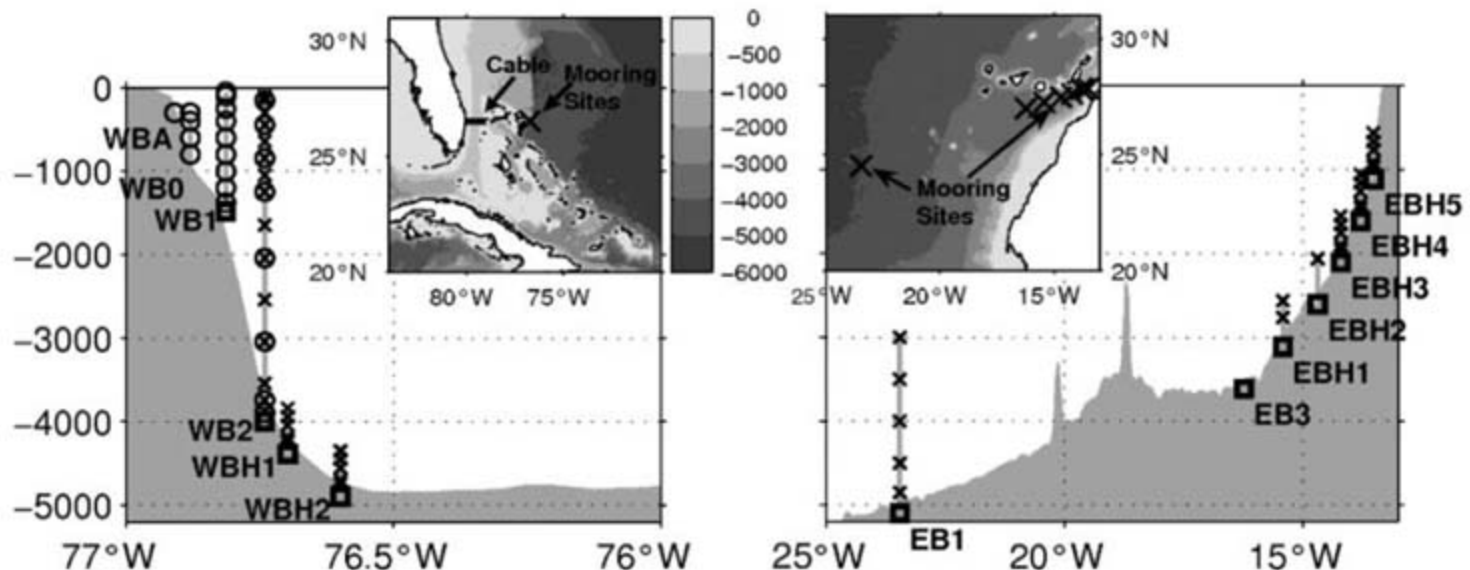 0
-1000
-2000
-3000
-4000
-5000
77°W
76.5°W
76°W
WBA
WB0
WB1
WB2
WBH1
WBH2
30°N
25°N
20°N
80°W
75°W
Cable
Mooring
Sites
0
-500
-1000
-2000
-3000
-4000
-5000
-6000
30°N
25°N
20°N
25°W
20°W
15°W
Mooring
Sites
EBH5
EBH4
EBH3
EBH2
EBH1
EB3
EB1
25°W
20°W
15°W